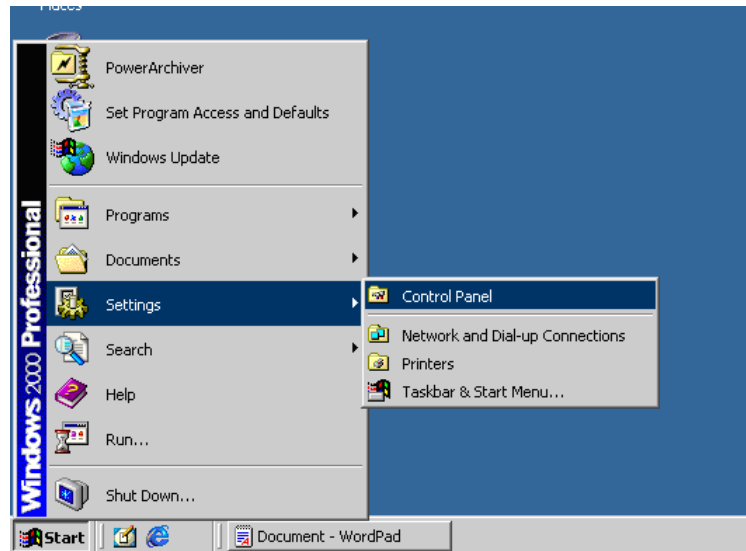 Places
PowerArchiver
Set Program Access and Defaults
Windows Update
Programs
Documents
Settings
Search
Help
Run...
Shut Down...
Windows 2000 Professional
Control Panel
Network and Dial-up Connections
Printers
Taskbar & Start Menu...
Start
Document - WordPad